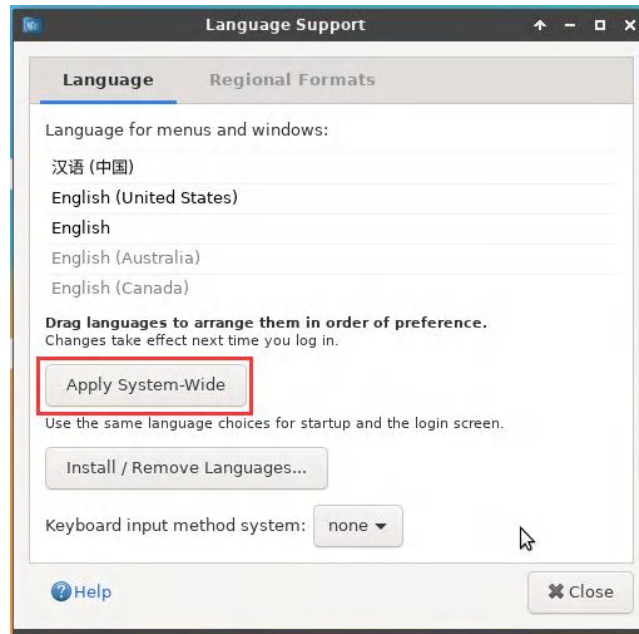 Language Support
Language Regional Formats
Language for menus and windows:
汉语 (中国)
English (United States)
English
English (Australia)
English (Canada)
Drag languages to arrange them in order of preference.
Changes take effect next time you log in.
Apply System-Wide
Use the same language choices for startup and the login screen.
Install / Remove Languages...
Keyboard input method system: none
Help Close